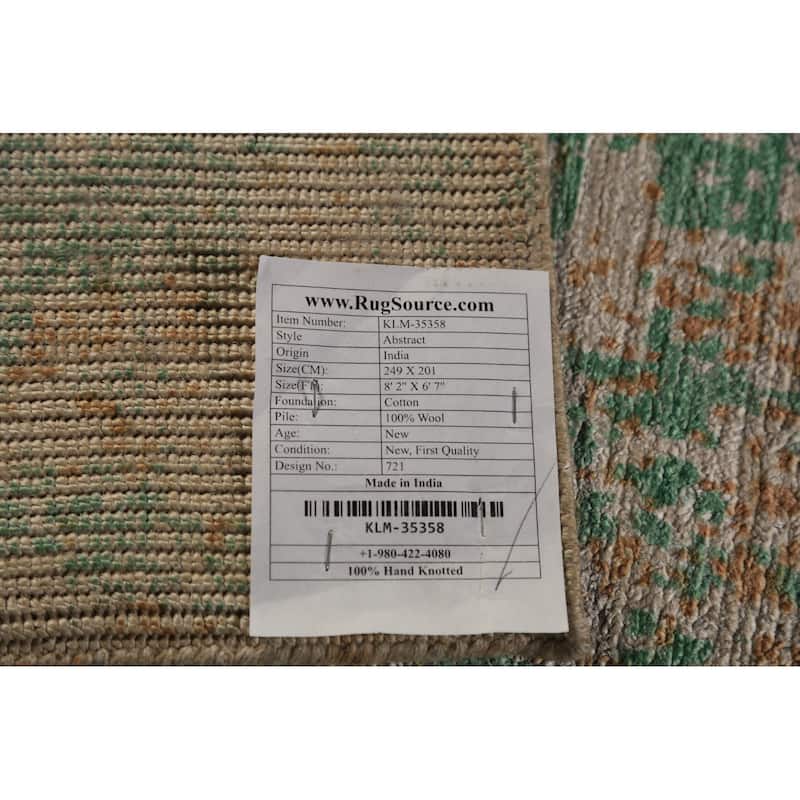 www.RugSource.com
Item Number: KLM-35358
Style Abstract
Origin India
Size(CM): 249 X 201
Size(FT): 8' 2" X 6' 7"
Foundation: Cotton
Pile: 100% Wool
Age: New
Condition: New, First Quality
Design No.: 721
Made in India
KLM-35358
+1-980-422-4080
100% Hand Knotted